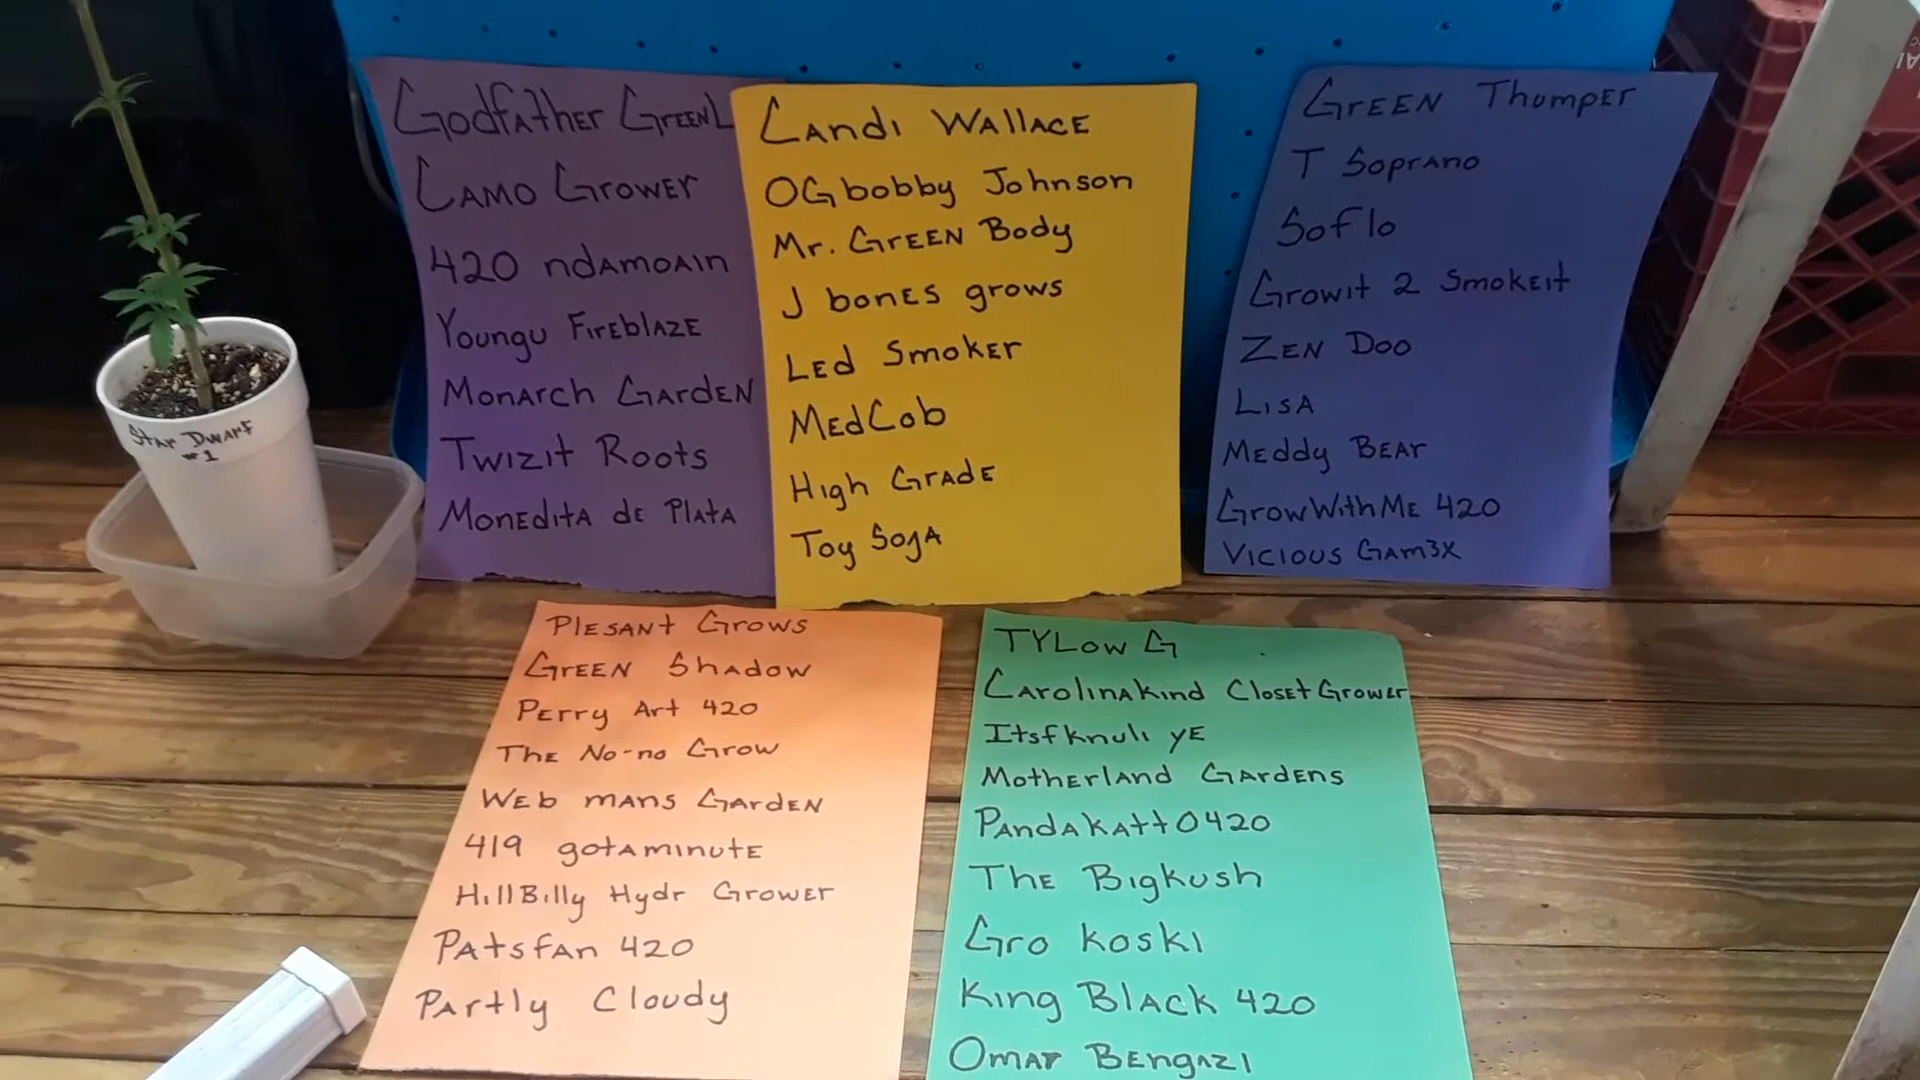 Godfather GreenL
Camo Grower
420 ndamoain
Youngu Fireblaze
Monarch Garden
Twizit Roots
Monedita de Plata
Candi Wallace
OGbobby Johnson
Mr. Green Body
J bones grows
Led Smoker
MedCob
High Grade
Toy Soja
Green Thumper
T Soprano
Soflo
Growit 2 Smokeit
Zen Doo
Lisa
Meddy Bear
GrowWithMe 420
Vicious Gam3x
Star Dwarf
#1
Plesant Grows
Green Shadow
Perry Art 420
The No-no Grow
Web mans Garden
419 gotaminute
HillBilly Hydr Grower
Patsfan 420
Partly Cloudy
TYLow G
Carolinakind ClosetGrower
Itsfknuli ye
Motherland Gardens
Pandakatt0420
The Bigkush
Gro Koski
King Black 420
Omar Bengazi